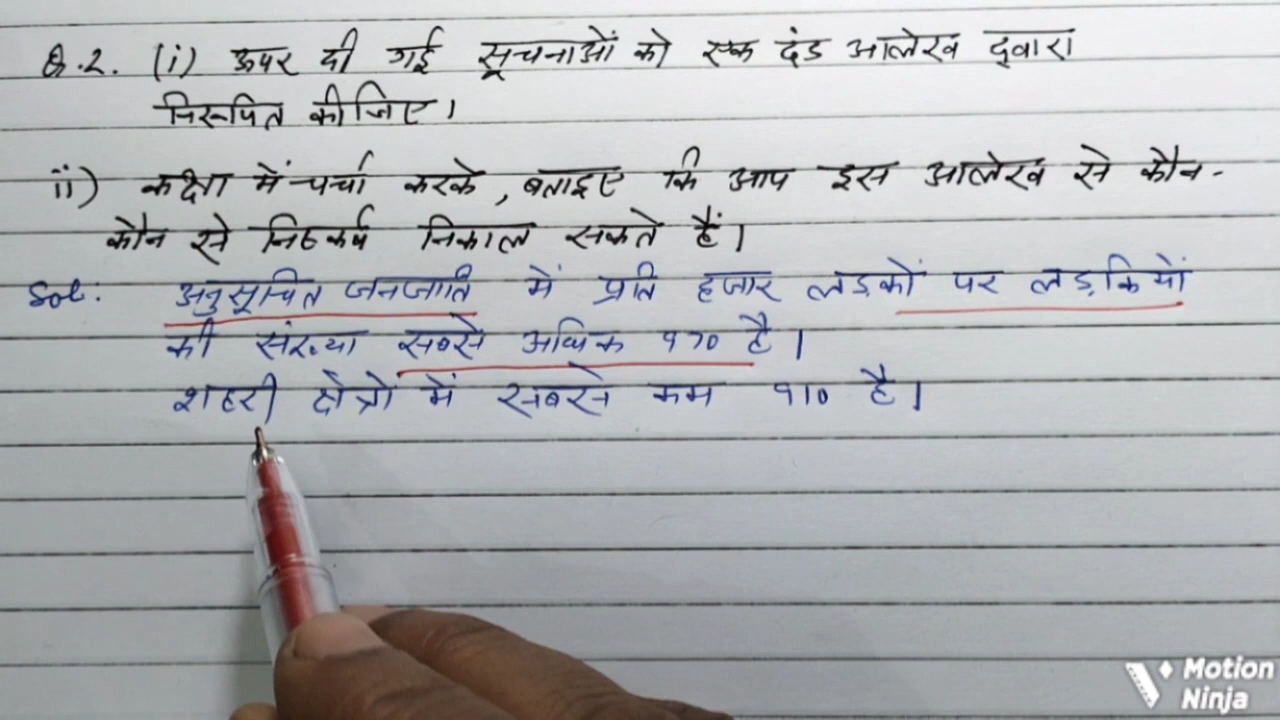 Q.2. (i) ऊपर दी गई सूचनाओं को एक दंड आलेख द्वारा
निरूपित कीजिए।
ii) कक्षा में चर्चा करके, बताइए कि आप इस आलेख से कौन-
कौन से निष्कर्ष निकाल सकते हैं।
Sol: अनुसूचित जनजाति में प्रति हजार लडकों पर लड़कियों
की संख्या सबसे अधिक 970 है।
शहरी क्षेत्रों में सबसे कम 910 है।
Motion
Ninja